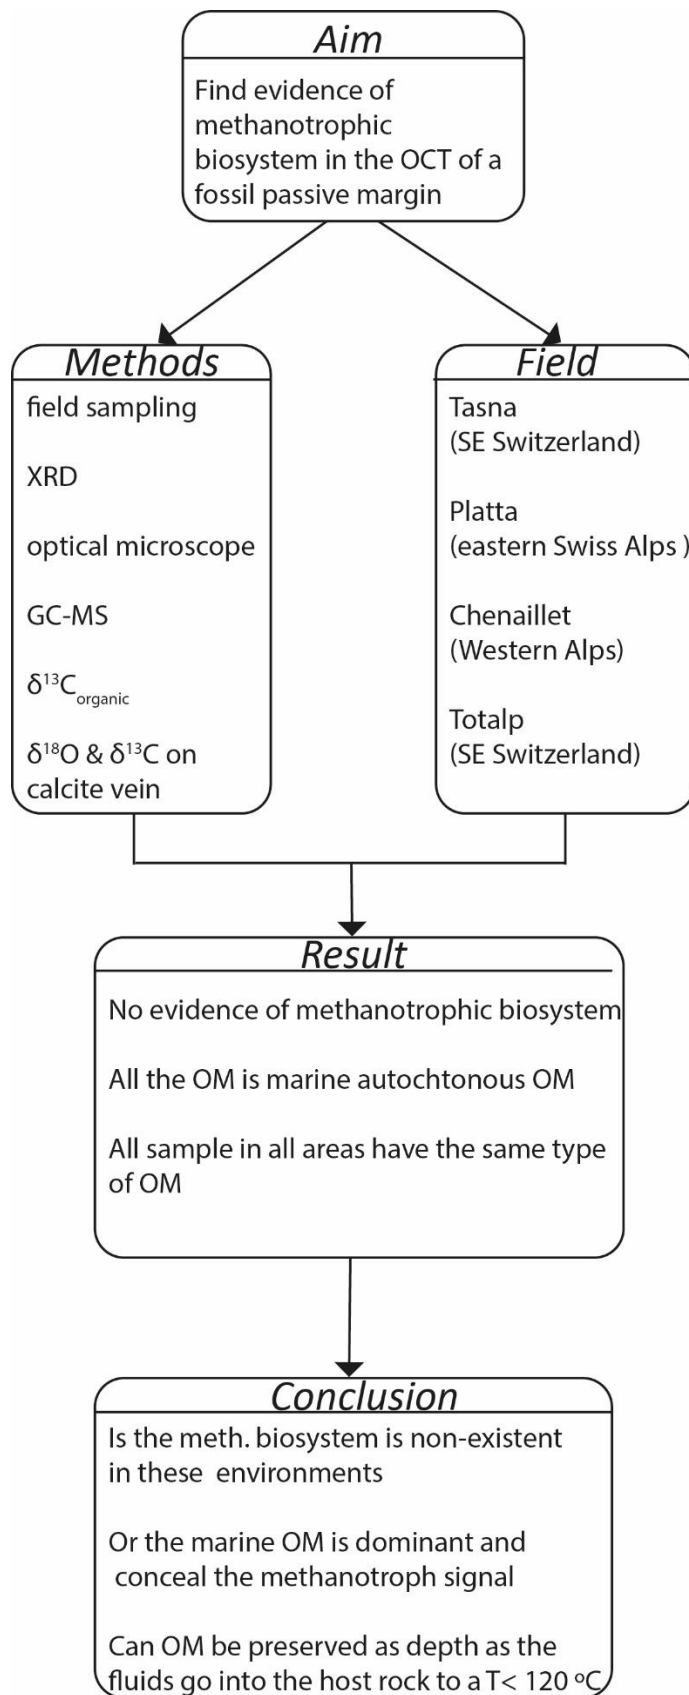 Aim
Find evidence of
methanotrophic
biosystem in the OCT of a
fossil passive margin
Methods
field sampling
XRD
optical microscope
GC-MS
δ¹³Corganic
δ¹⁸O & δ¹³C on
calcite vein
Field
Tasna
(SE Switzerland)
Platta
(eastern Swiss Alps )
Chenaillet
(Western Alps)
Totalp
(SE Switzerland)
Result
No evidence of methanotrophic biosystem
All the OM is marine autochtonous OM
All sample in all areas have the same type
of OM
Conclusion
Is the meth. biosystem is non-existent
in these environments
Or the marine OM is dominant and
conceal the methanotroph signal
Can OM be preserved as depth as the
fluids go into the host rock to a T< 120 ºC